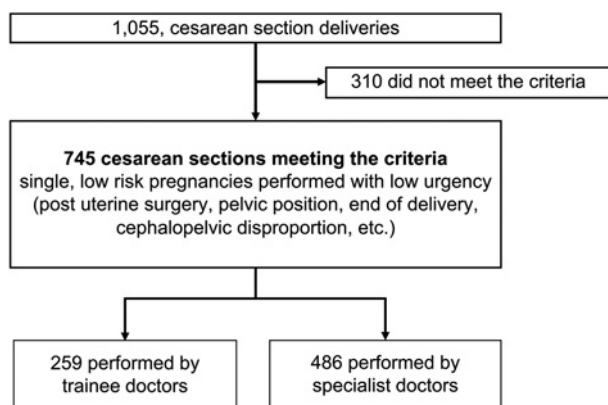 1,055, cesarean section deliveries
310 did not meet the criteria
745 cesarean sections meeting the criteria
single, low risk pregnancies performed with low urgency
(post uterine surgery, pelvic position, end of delivery,
cephalopelvic disproportion, etc.)
259 performed by
trainee doctors
486 performed by
specialist doctors